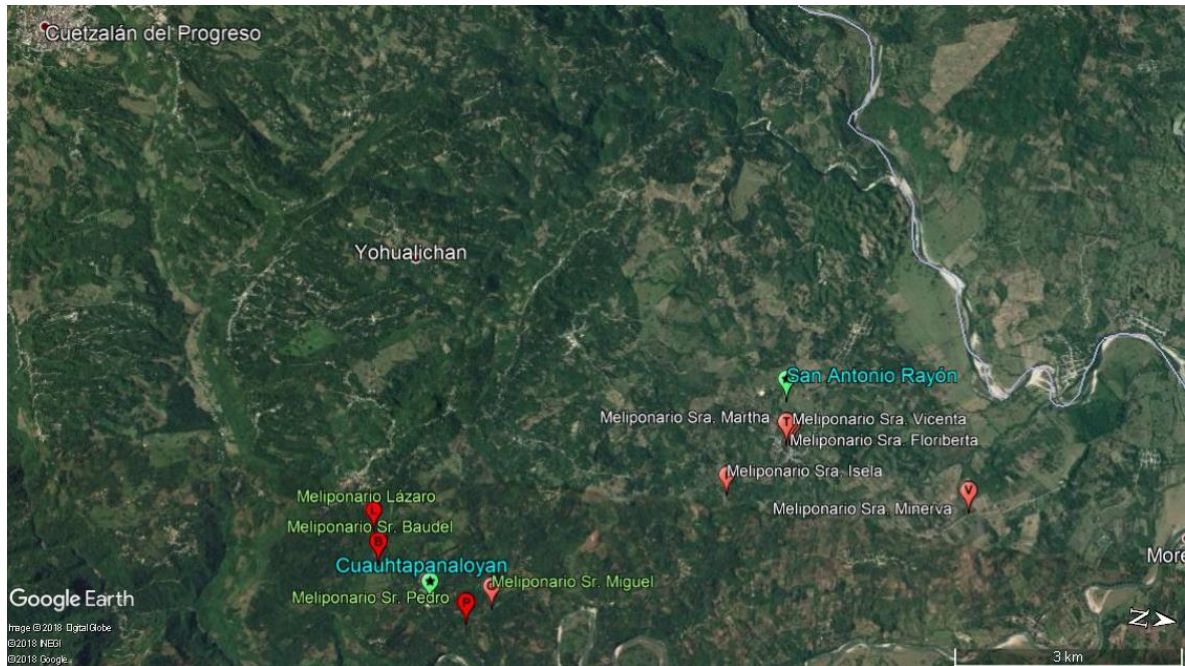 Cuetzalán del Progreso
Yohualichan
San Antonio Rayón
Meliponario Sra. Martha
T
Meliponario Sra. Vicenta
Meliponario Sra. Floriberta
Meliponario Sra. Isela
I
V
Meliponario Sra. Minerva
Meliponario Lázaro
L
Meliponario Sr. Baudel
B
Cuauhtapanaloyan
Meliponario Sr. Miguel
Meliponario Sr. Pedro
P
More
Google Earth
Image © 2018 DigitalGlobe
© 2018 INEGI
© 2018 Google
N
3 km